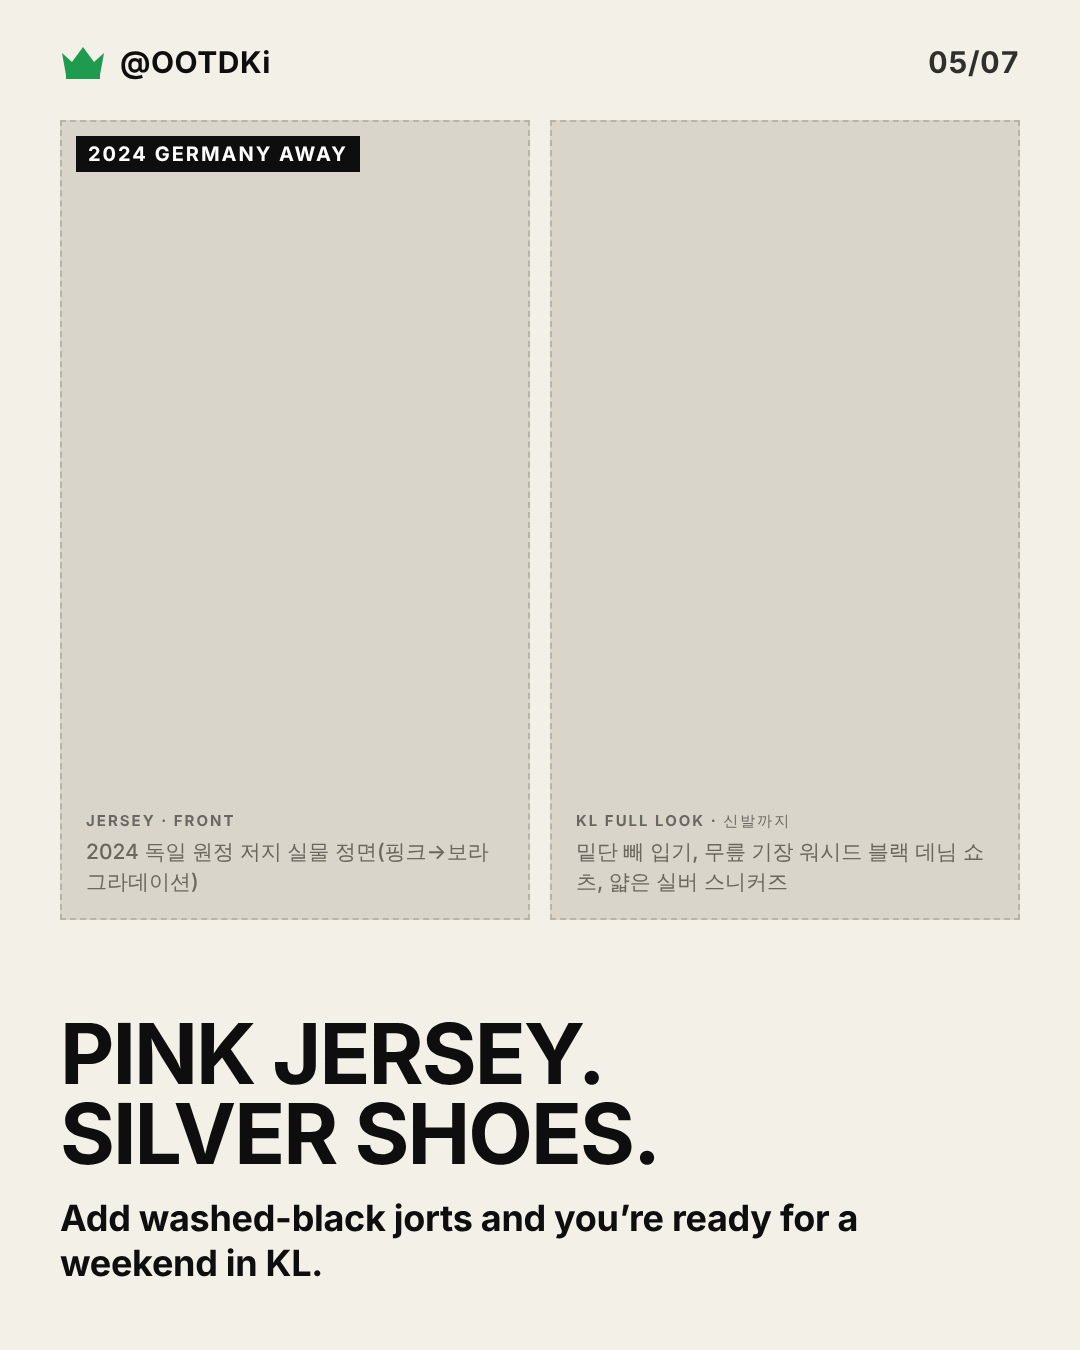 @OOTDKi
05/07
2024 GERMANY AWAY
JERSEY · FRONT
2024 독일 원정 저지 실물 정면(핑크→보라
그라데이션)
KL FULL LOOK · 신발까지
밑단 빼 입기, 무릎 기장 워시드 블랙 데님 쇼
츠, 얇은 실버 스니커즈
PINK JERSEY.
SILVER SHOES.
Add washed-black jorts and you’re ready for a
weekend in KL.